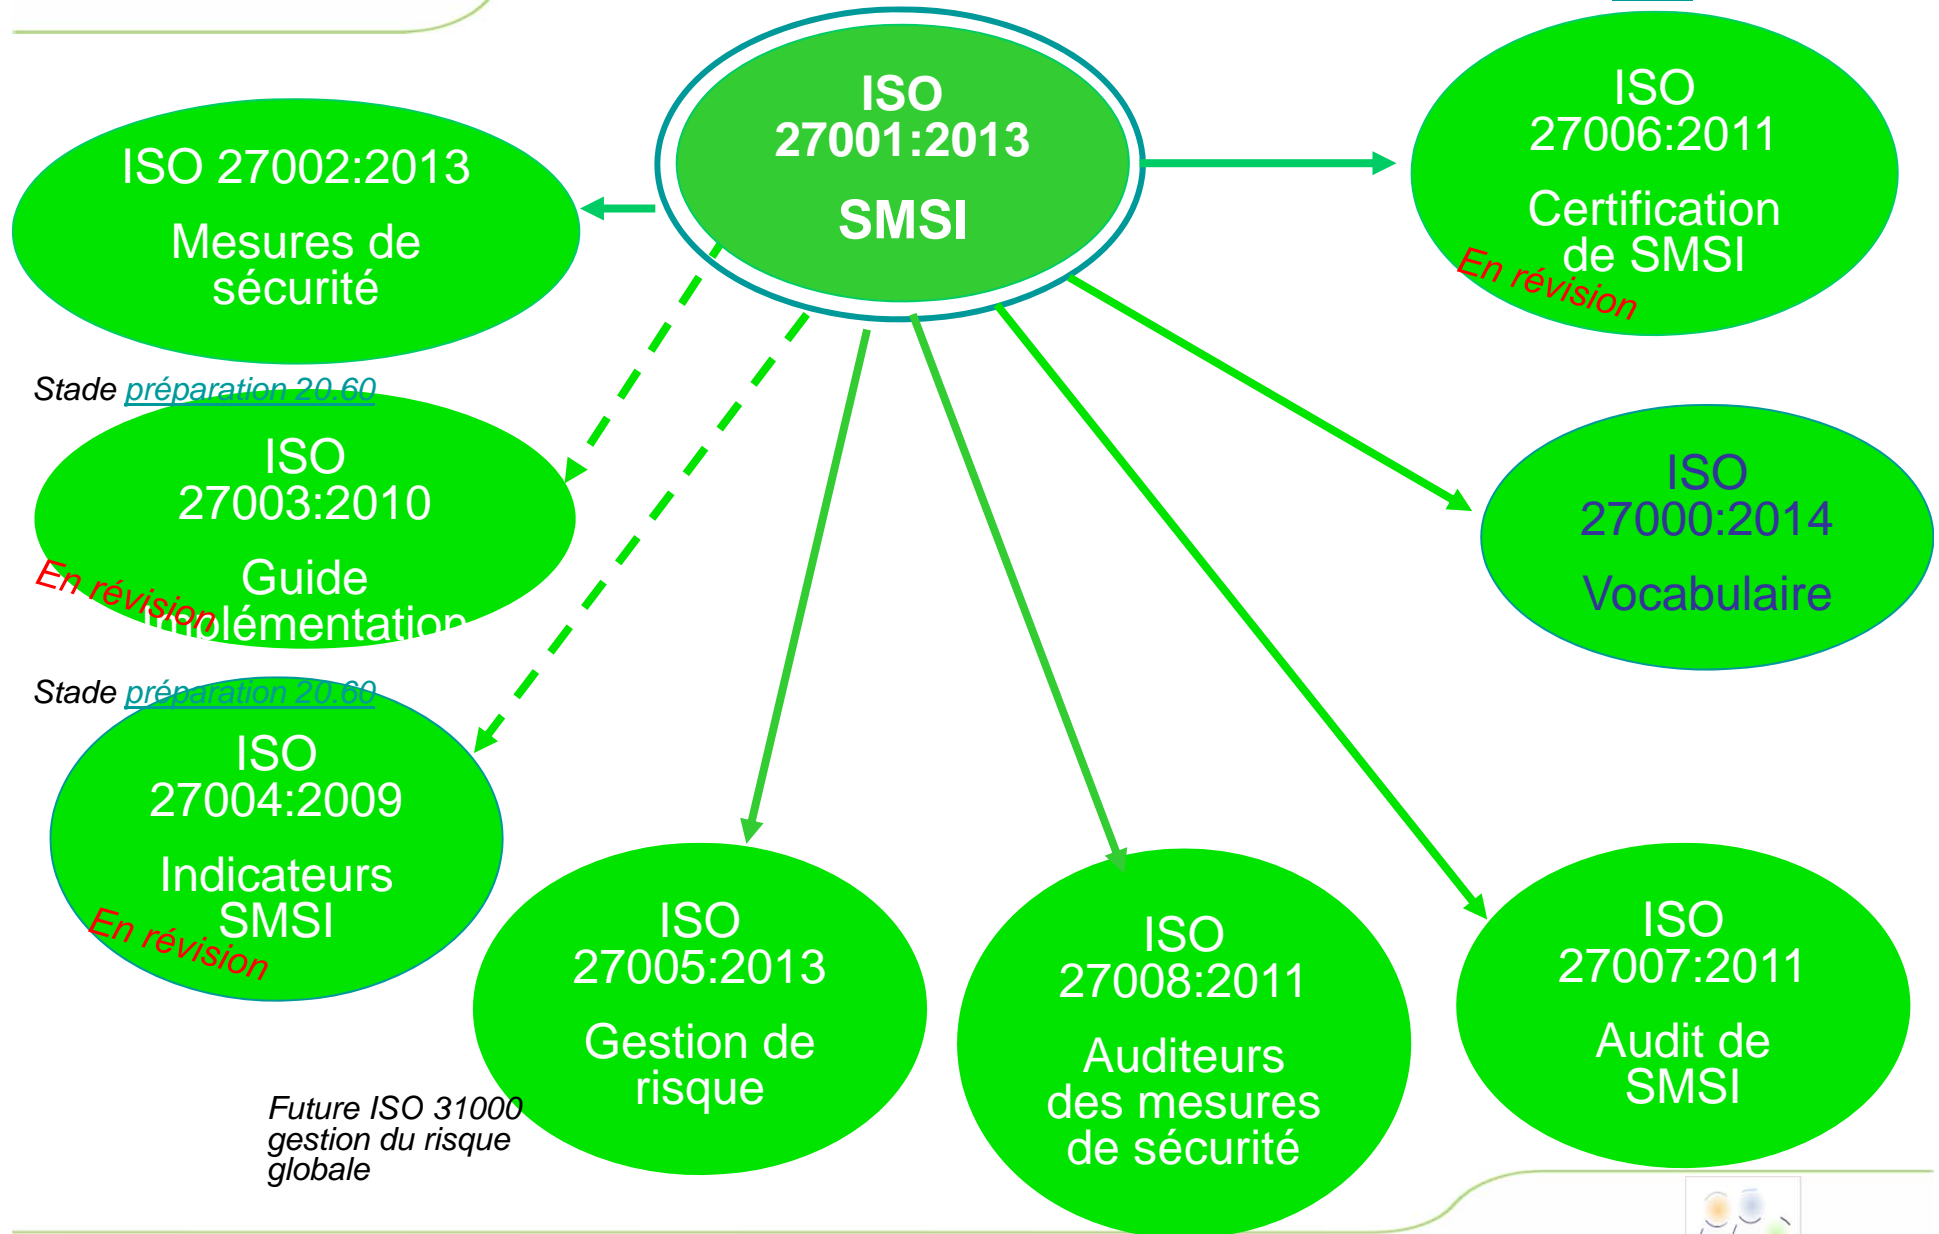 ISO
27001:2013
SMSI
ISO
27006:2011
Certification
de SMSI
En révision
ISO 27002:2013
Mesures de
sécurité
Stade préparation 20.60
ISO
27003:2010
Guide
implémentation
En révision
ISO
27000:2014
Vocabulaire
Stade préparation 20.60
ISO
27004:2009
Indicateurs
SMSI
En révision
ISO
27005:2013
Gestion de
risque
Future ISO 31000
gestion du risque
globale
ISO
27008:2011
Auditeurs
des mesures
de sécurité
ISO
27007:2011
Audit de
SMSI